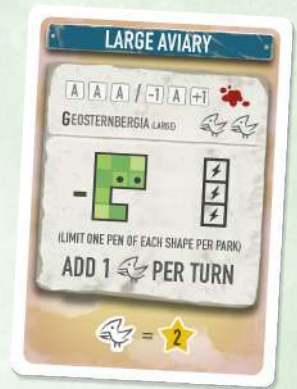 LARGE AVIARY
A A A / -1 A +1
GEOSTERNBERGIA (LARGE)
-
(LIMIT ONE PEN OF EACH SHAPE PER PARK)
ADD 1 PER TURN
= 2